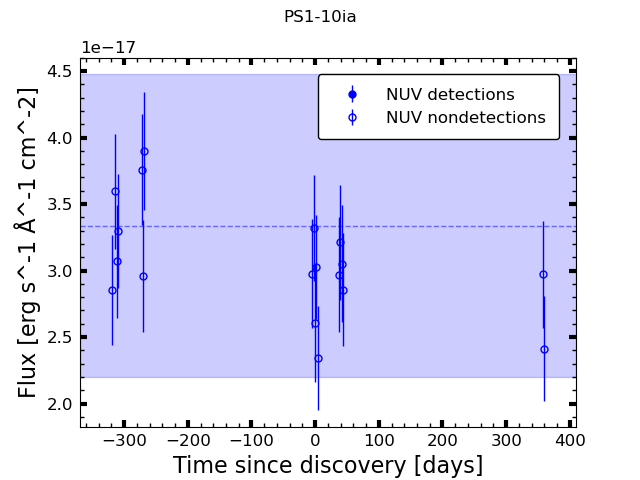 PS1-10ia
1e−17
Flux [erg s^-1 Å^-1 cm^-2]
4.5
4.0
3.5
3.0
2.5
2.0
NUV detections
NUV nondetections
−300 −200 −100 0 100 200 300 400
Time since discovery [days]